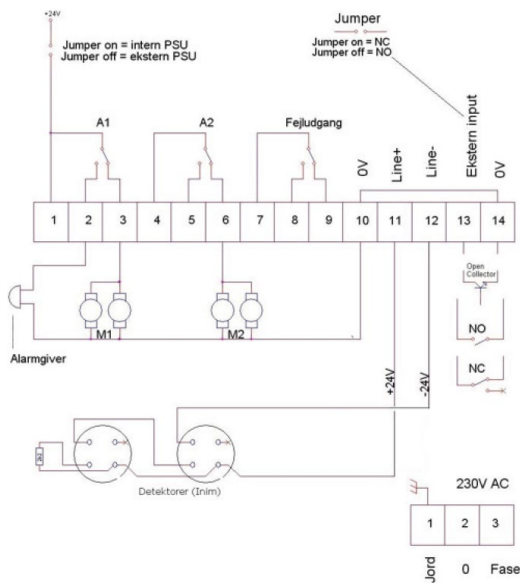 +24V
Jumper on = intern PSU
Jumper off = ekstern PSU
Jumper
Jumper on = NC
Jumper off = NO
A1
A2
Fejludgang
0V
Line+
Line-
Ekstern input
0V
1 2 3 4 5 6 7 8 9 10 11 12 13 14
Open
Collector
M1
M2
NO
Alarmgiver
NC
+24V
-24V
Detektorer (Inim)
230V AC
1 2 3
Jord 0 Fase